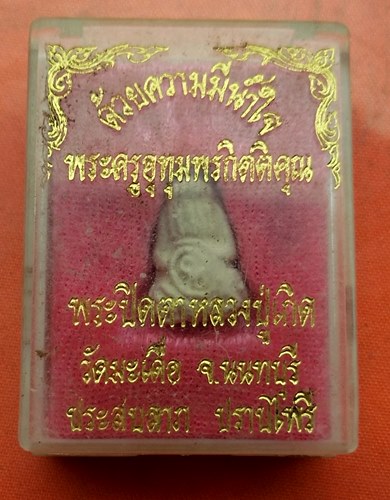 ด้วยความมีน้ำใจ
พระครูอุทุมพรกิตติคุณ
พระปิดตาหลวงปู่เกิด
วัดมะเดื่อ จ.นนทบุรี
ประสบลาภ ปราบไพรี